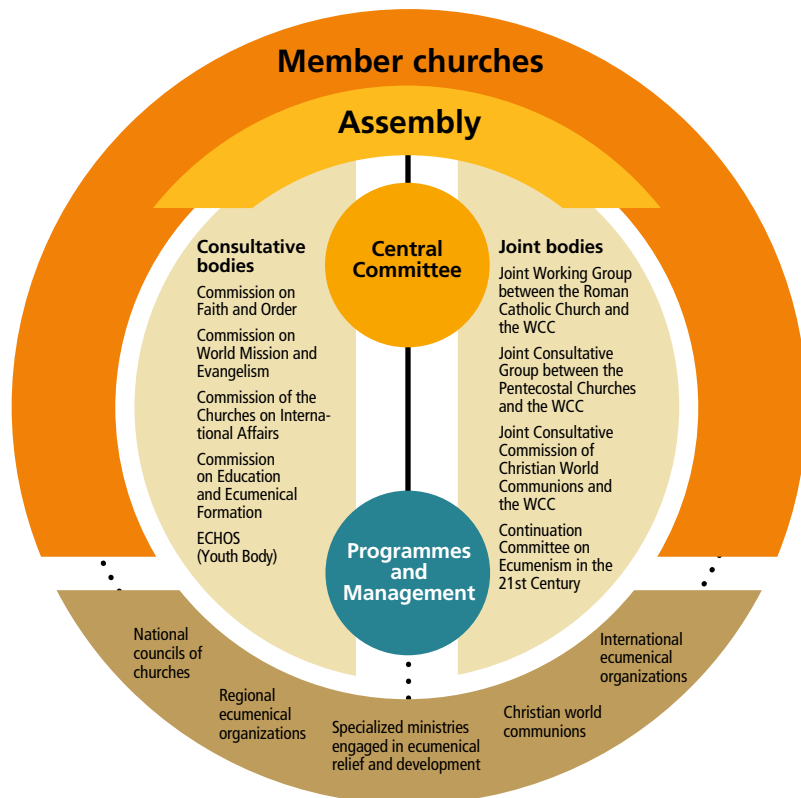 Member churches
Assembly
Central
Committee
Consultative
bodies
Commission on
Faith and Order
Commission on
World Mission and
Evangelism
Commission of the
Churches on Interna-
tional Affairs
Commission
on Education
and Ecumenical
Formation
ECHOS
(Youth Body)
Joint bodies
Joint Working Group
between the Roman
Catholic Church and
the WCC
Joint Consultative
Group between the
Pentecostal Churches
and the WCC
Joint Consultative
Commission of
Christian World
Communions and
the WCC
Continuation
Committee on
Ecumenism in the
21st Century
Programmes
and
Management
National
councils of
churches
Regional
ecumenical
organizations
Specialized ministries
engaged in ecumenical
relief and development
Christian world
communions
International
ecumenical
organizations